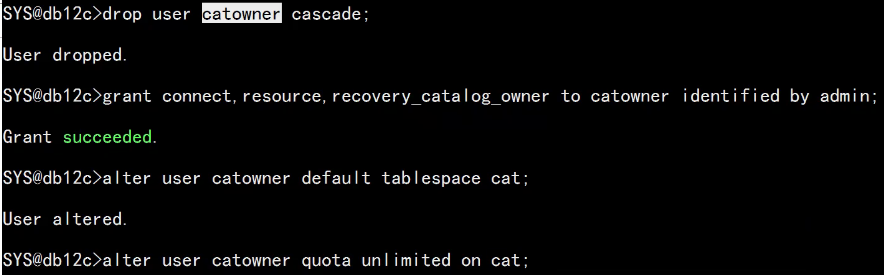 SYS@db12c>drop user catowner cascade;
User dropped.
SYS@db12c>grant connect,resource,recovery_catalog_owner to catowner identified by admin;
Grant succeeded.
SYS@db12c>alter user catowner default tablespace cat;
User altered.
SYS@db12c>alter user catowner quota unlimited on cat;